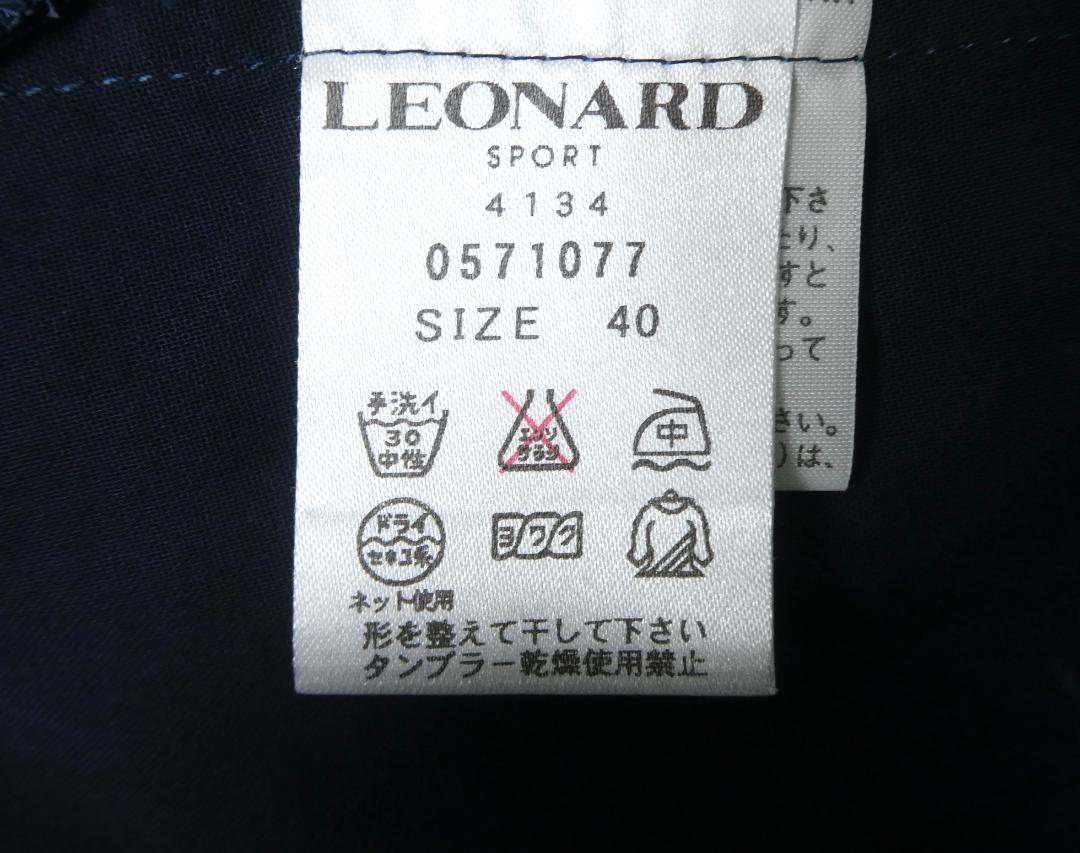 LEONARD
SPORT
4134
0571077
SIZE 40
手洗イ
30
中性
エンソ
サラシ
中
ドライ
セキユ系
ヨワク
ネット使用
形を整えて干して下さい
タンブラー乾燥使用禁止
下さ
り、
すと
す。
って
さい。
)は、